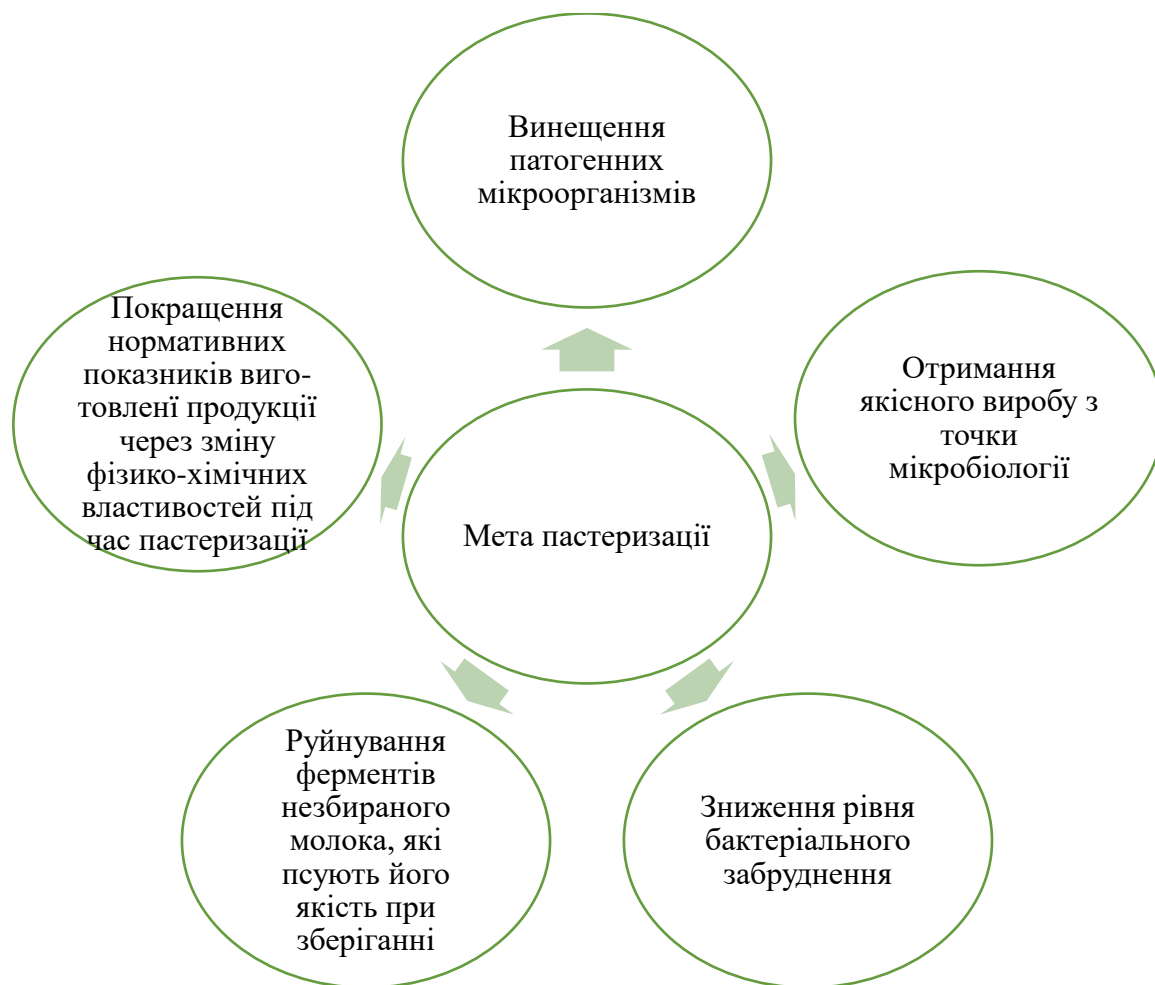 Винещення
патогенних
мікроорганізмів
Покращення
нормативних
показників виго-
товленї продукції
через зміну
фізико-хімічних
властивостей під
час пастеризації
Отримання
якісного виробу з
точки
мікробіології
Мета пастеризації
Руйнування
ферментів
незбираного
молока, які
псують його
якість при
зберіганні
Зниження рівня
бактеріального
забруднення